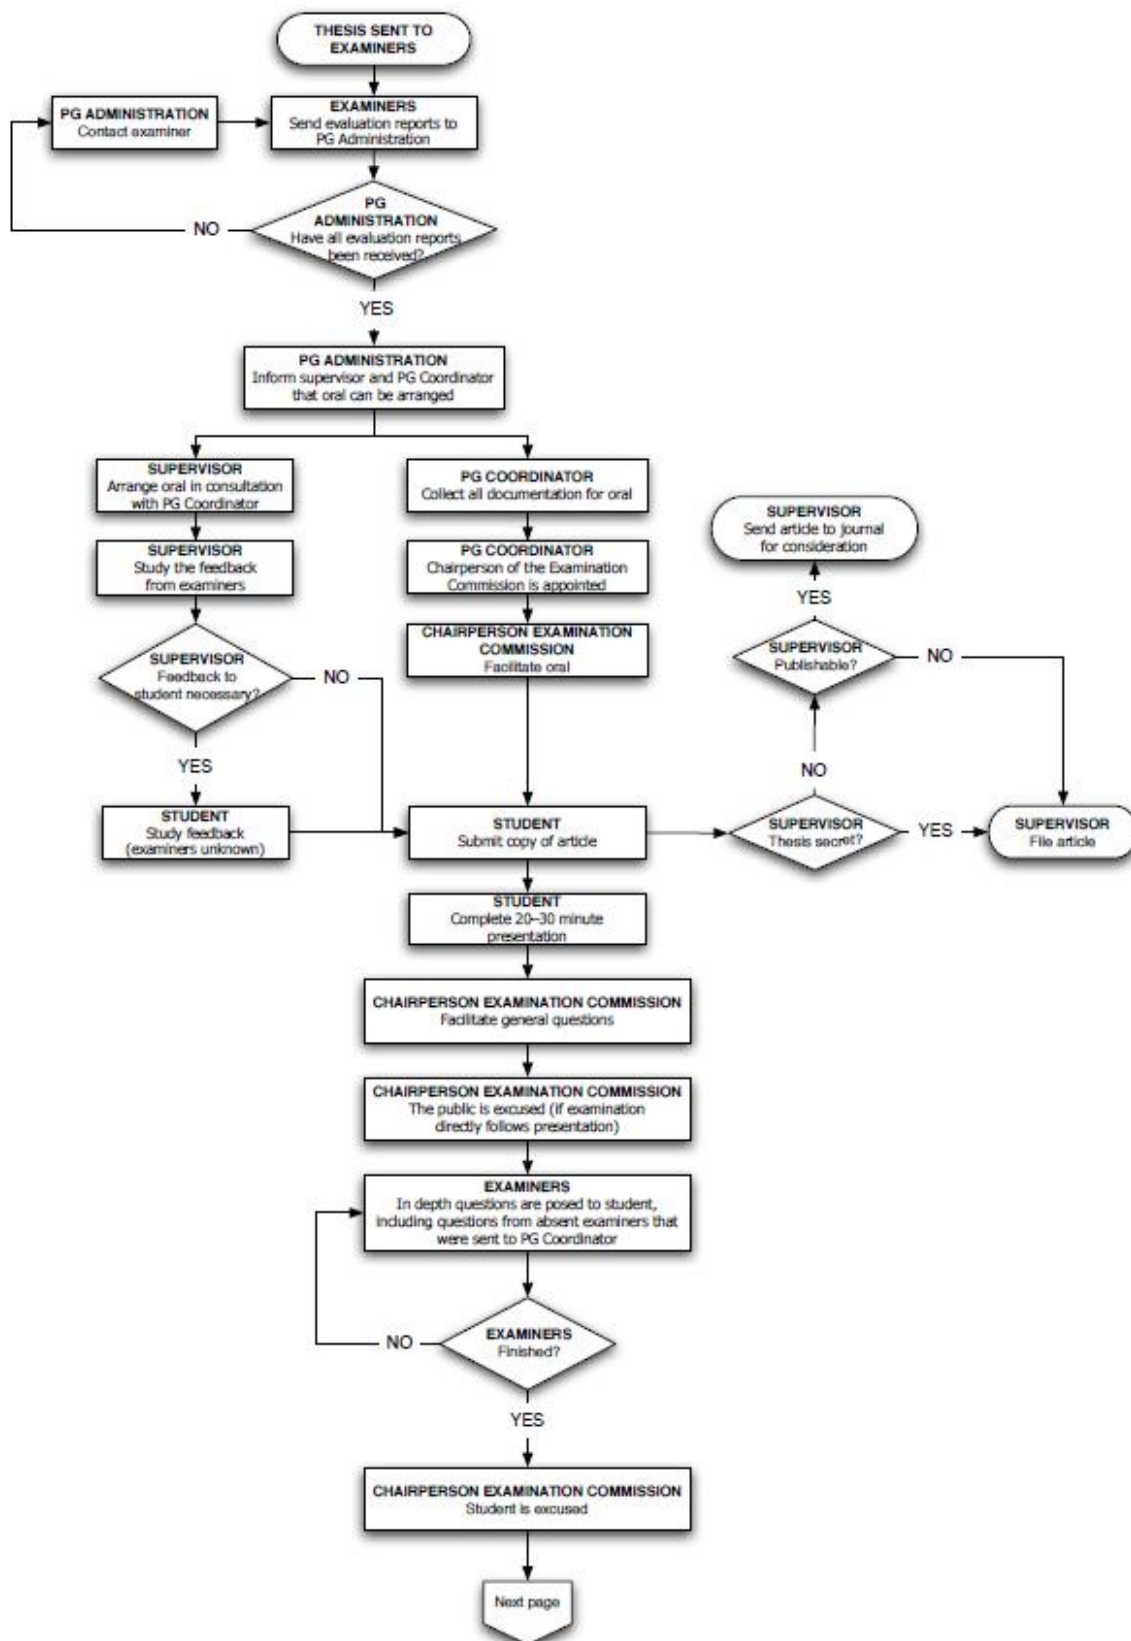 THESIS SENT TO
EXAMINERS
PG ADMINISTRATION
Contact examiner
EXAMINERS
Send evaluation reports to
PG Administration
PG
ADMINISTRATION
Have all evaluation reports
been received?
NO
YES
PG ADMINISTRATION
Inform supervisor and PG Coordinator
that oral can be arranged
SUPERVISOR
Arrange oral in consultation
with PG Coordinator
PG COORDINATOR
Collect all documentation for oral
SUPERVISOR
Send article to journal
for consideration
SUPERVISOR
Study the feedback
from examiners
PG COORDINATOR
Chairperson of the Examination
Commission is appointed
YES
CHAIRPERSON EXAMINATION
COMMISSION
Facilitate oral
SUPERVISOR
Feedback to
student necessary?
NO
SUPERVISOR
Publishable?
NO
YES
NO
STUDENT
Study feedback
(examiners unknown)
STUDENT
Submit copy of article
SUPERVISOR
Thesis secret?
YES
SUPERVISOR
File article
STUDENT
Complete 20–30 minute
presentation
CHAIRPERSON EXAMINATION COMMISSION
Facilitate general questions
CHAIRPERSON EXAMINATION COMMISSION
The public is excused (if examination
directly follows presentation)
EXAMINERS
In depth questions are posed to student,
including questions from absent examiners that
were sent to PG Coordinator
EXAMINERS
Finished?
NO
YES
CHAIRPERSON EXAMINATION COMMISSION
Student is excused
Next page